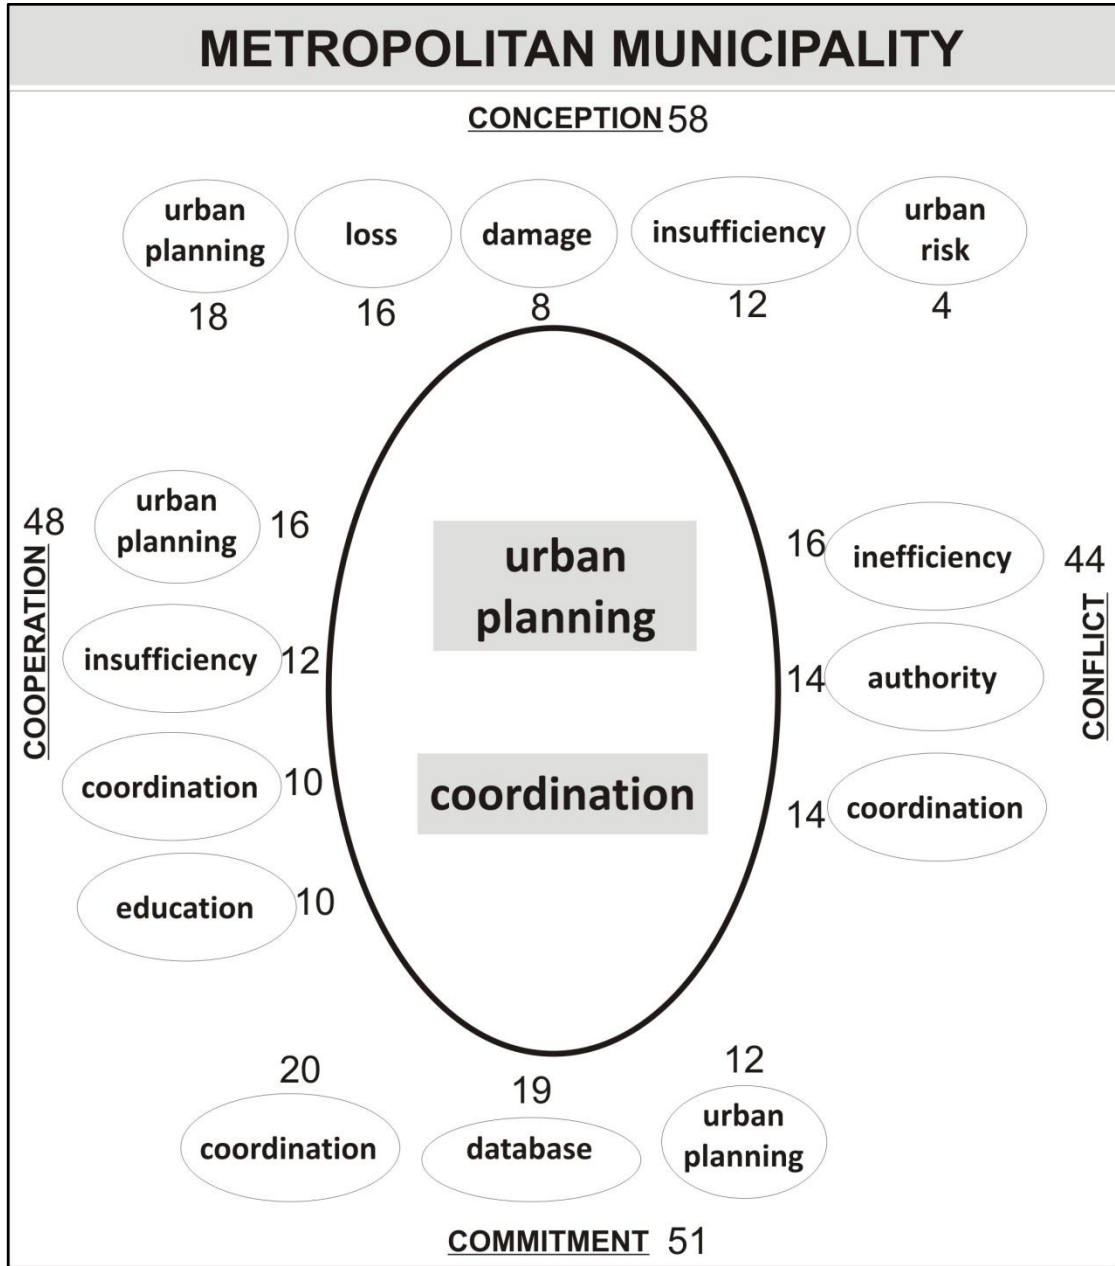 METROPOLITAN MUNICIPALITY
CONCEPTION 58
urban
planning
18
loss
16
damage
8
insufficiency
12
urban
risk
4
COOPERATION 48
urban
planning
16
insufficiency
12
coordination
10
education
10
urban
planning
coordination
16
inefficiency
14
authority
14
coordination
44
CONFLICT
20
coordination
19
database
12
urban
planning
COMMITMENT 51